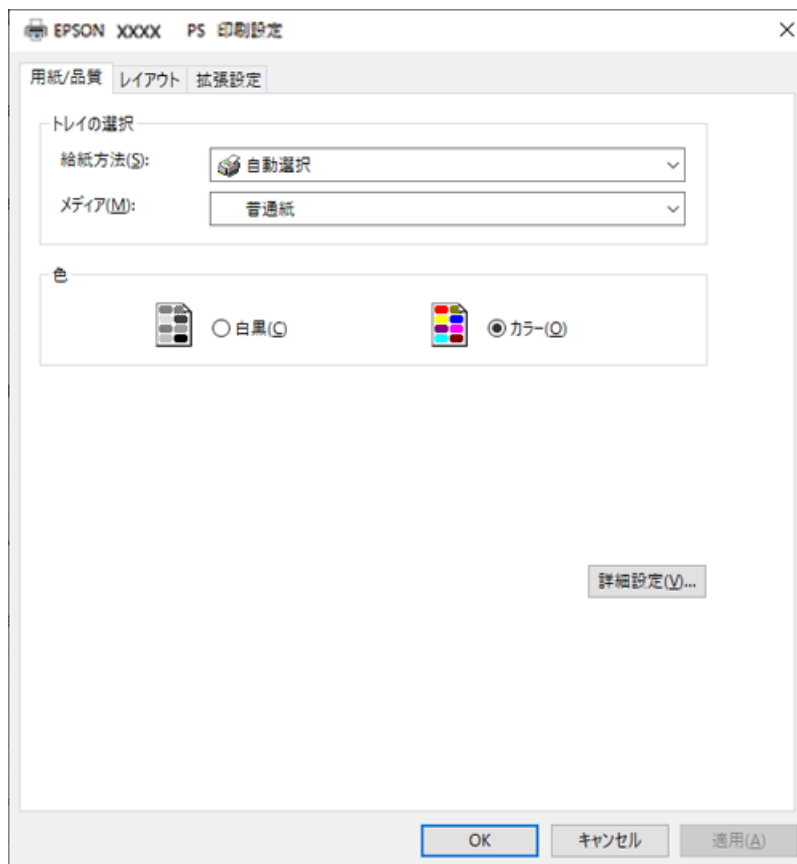 EPSON XXXX PS 印刷設定
用紙/品質 レイアウト 拡張設定
トレイの選択
給紙方法(S): 自動選択
メディア(M): 普通紙
色
白黒(C) カラー(O)
詳細設定(V)...
OK キャンセル 適用(A)